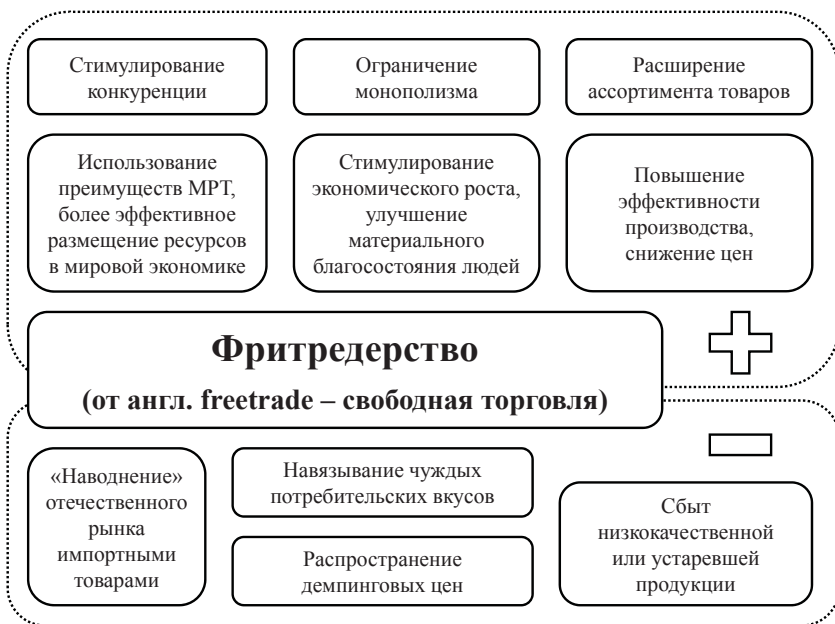 Стимулирование
конкуренции
Ограничение
монополизма
Расширение
ассортимента товаров
Использование
преимуществ МРТ,
более эффективное
размещение ресурсов
в мировой экономике
Стимулирование
экономического роста,
улучшение
материального
благосостояния людей
Повышение
эффективности
производства,
снижение цен
Фритредерство
(от англ. freetrade – свободная торговля)
«Наводнение»
отечественного
рынка
импортными
товарами
Навязывание чуждых
потребительских вкусов
Распространение
демпинговых цен
Сбыт
низкокачественной
или устаревшей
продукции